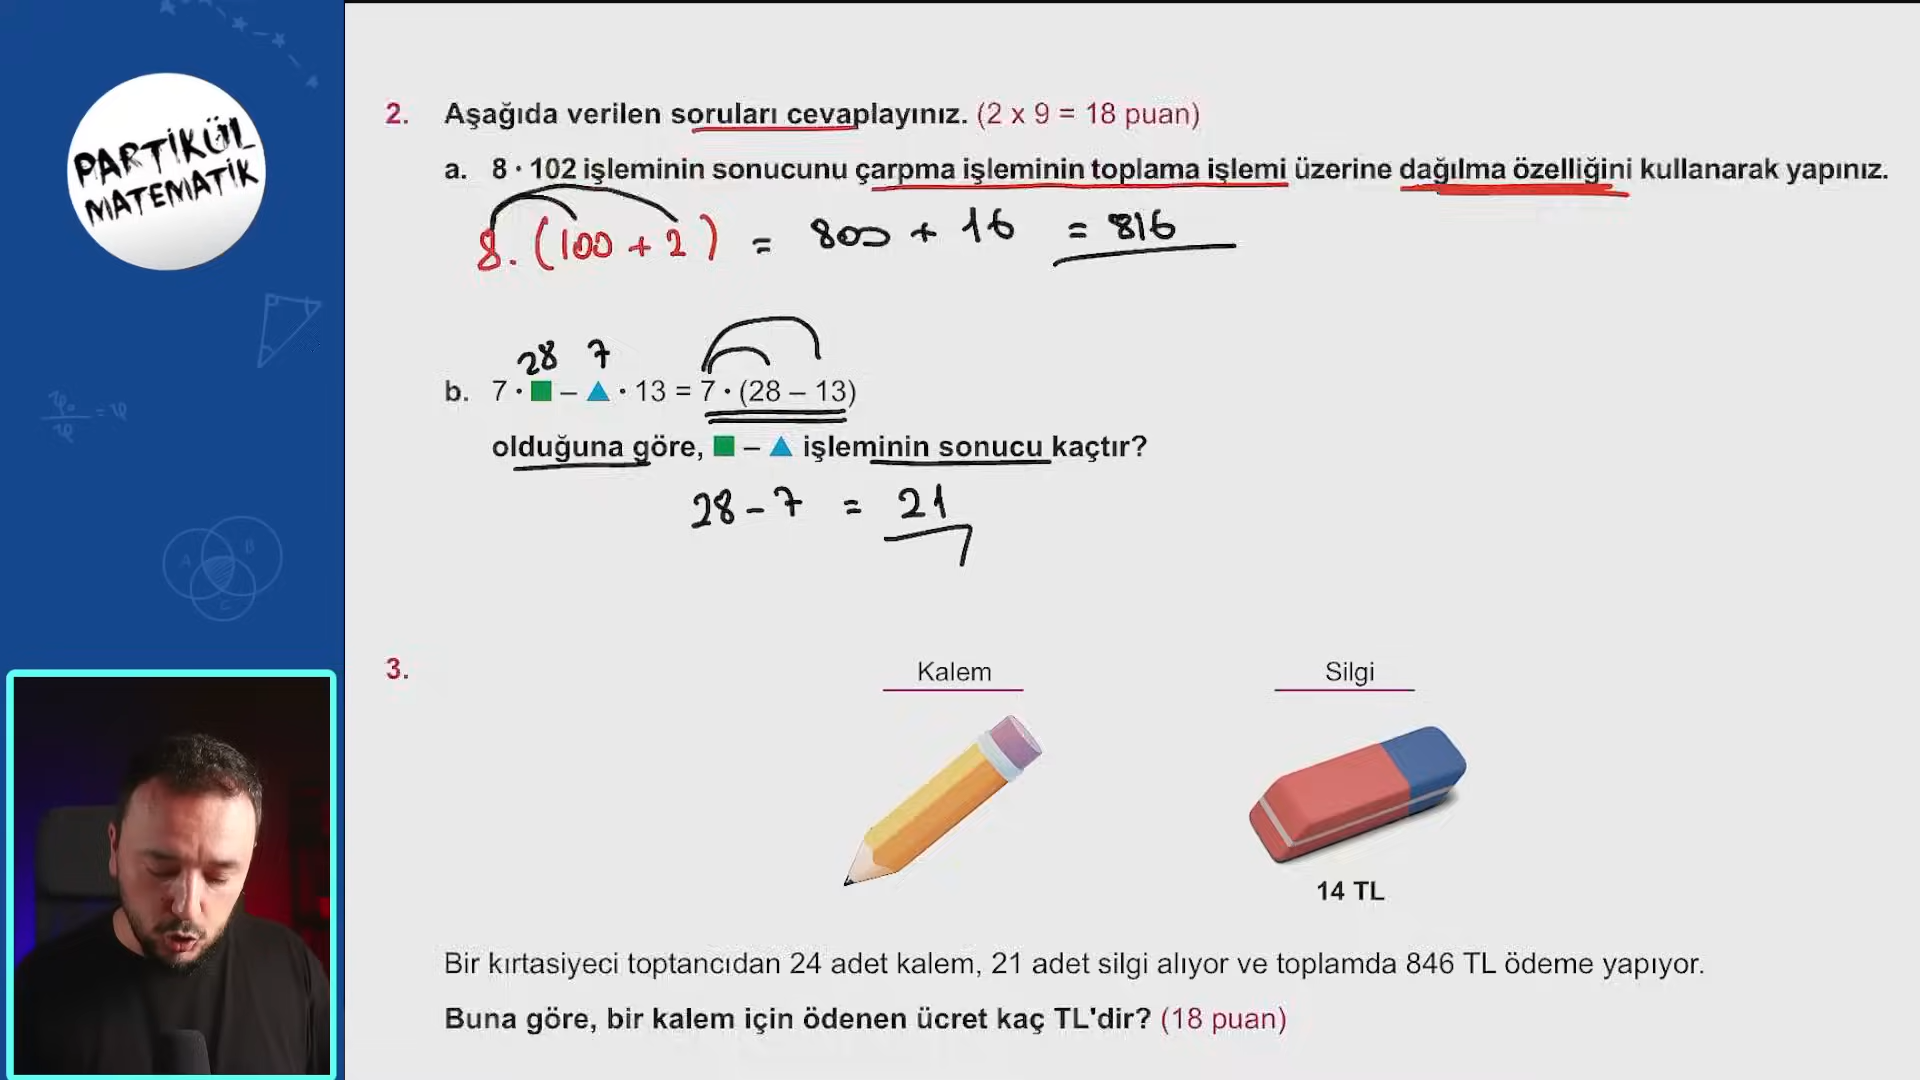 PARTİKÜL
MATEMATİK
2. Aşağıda verilen soruları cevaplayınız. (2 x 9 = 18 puan)
a. 8 · 102 işleminin sonucunu çarpma işleminin toplama işlemi üzerine dağılma özelliğini kullanarak yapınız.
8. (100 + 2) = 800 + 16 = 816
28 7
b. 7 · ■ – ▲ · 13 = 7 · (28 – 13)
olduğuna göre, ■ – ▲ işleminin sonucu kaçtır?
28 - 7 = 21
A B
C
3.
Kalem Silgi
14 TL
Bir kırtasiyeci toptancıdan 24 adet kalem, 21 adet silgi alıyor ve toplamda 846 TL ödeme yapıyor.
Buna göre, bir kalem için ödenen ücret kaç TL'dir? (18 puan)